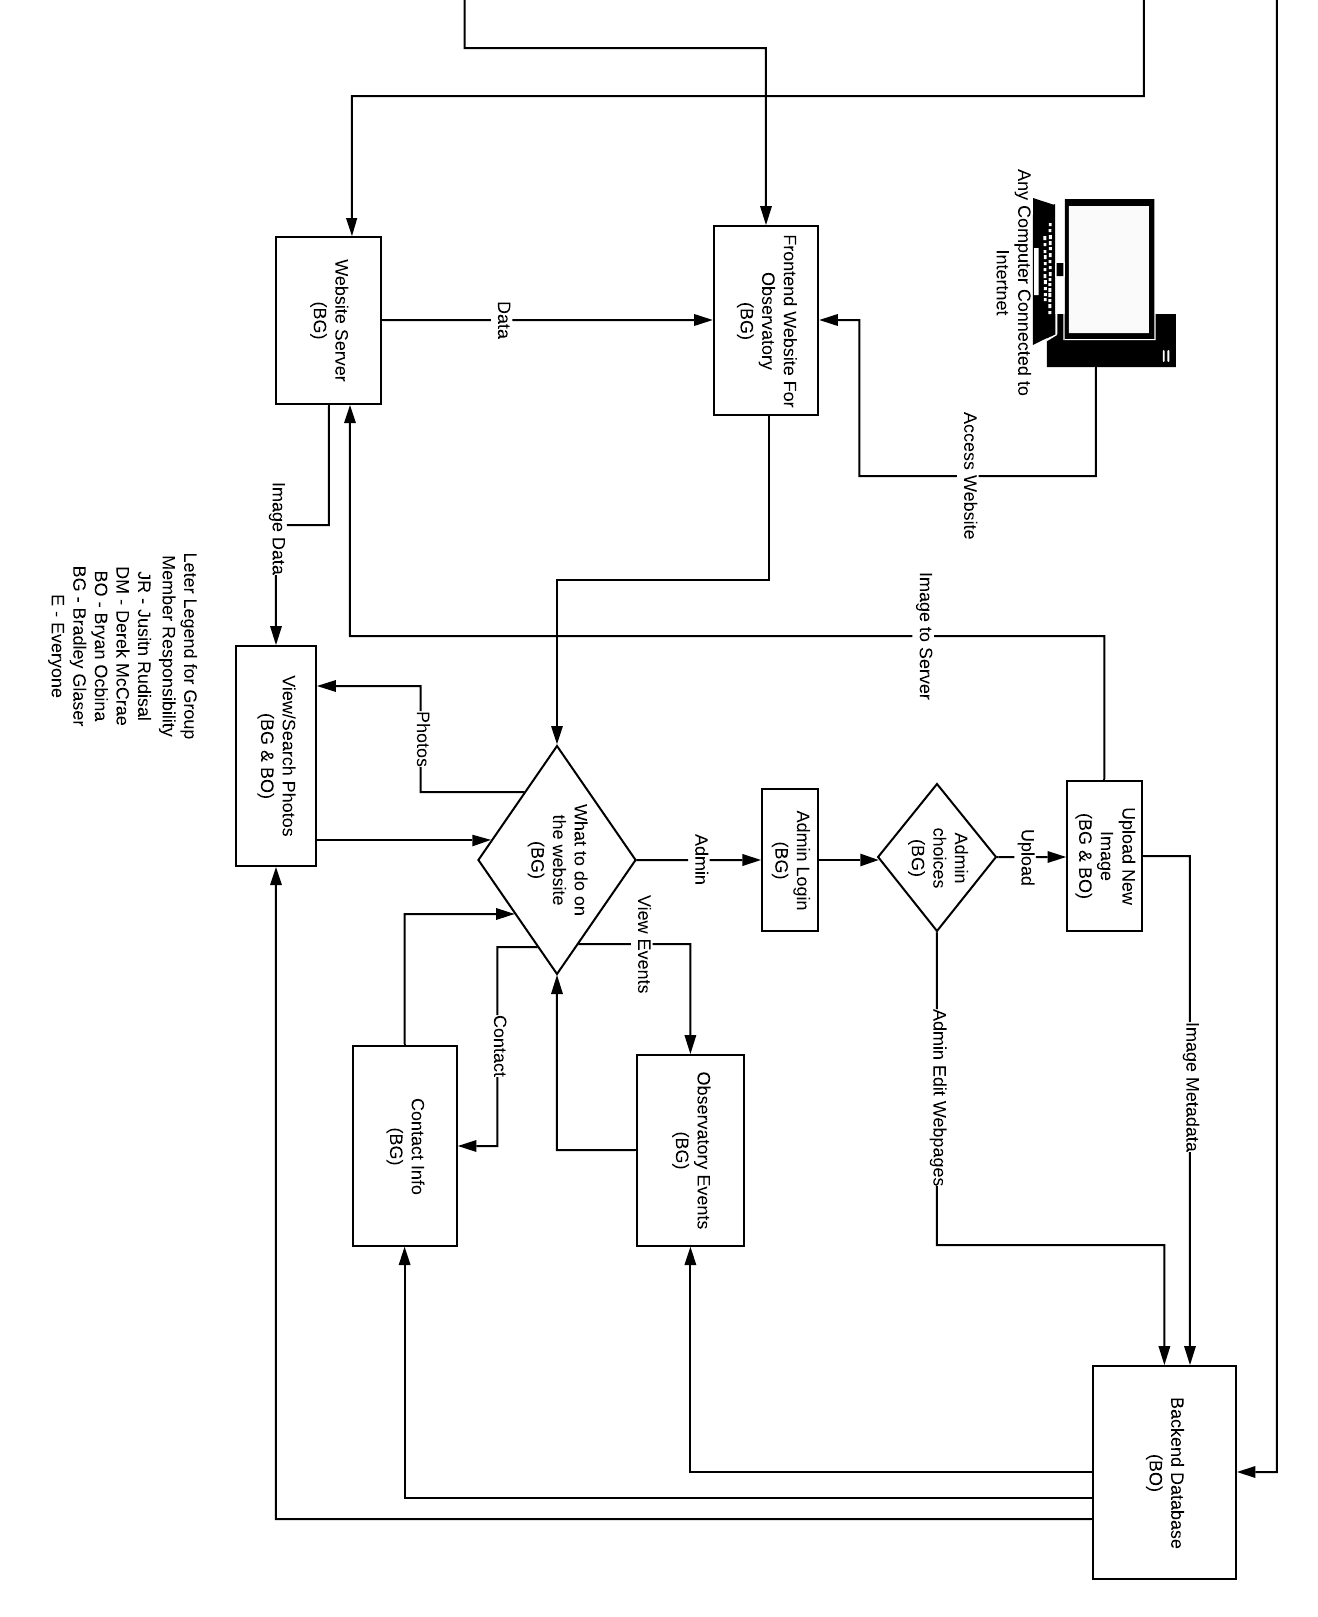 Any Computer Connected to
Intertnet
Access Website
Image to Server
Upload New
Image
(BG & BO)
Image Metadata
Backend Database
(BO)
Upload
Admin
choices
(BG)
Admin Edit Webpages
Frontend Website For
Observatory
(BG)
Admin Login
(BG)
Admin
View Events
Observatory Events
(BG)
What to do on
the website
(BG)
Data
Contact
Contact Info
(BG)
Photos
Website Server
(BG)
Image Data
View/Search Photos
(BG & BO)
Leter Legend for Group
Member Responsibility
JR - Jusitn Rudisal
DM - Derek McCrae
BO - Bryan Ocbina
BG - Bradley Glaser
E - Everyone